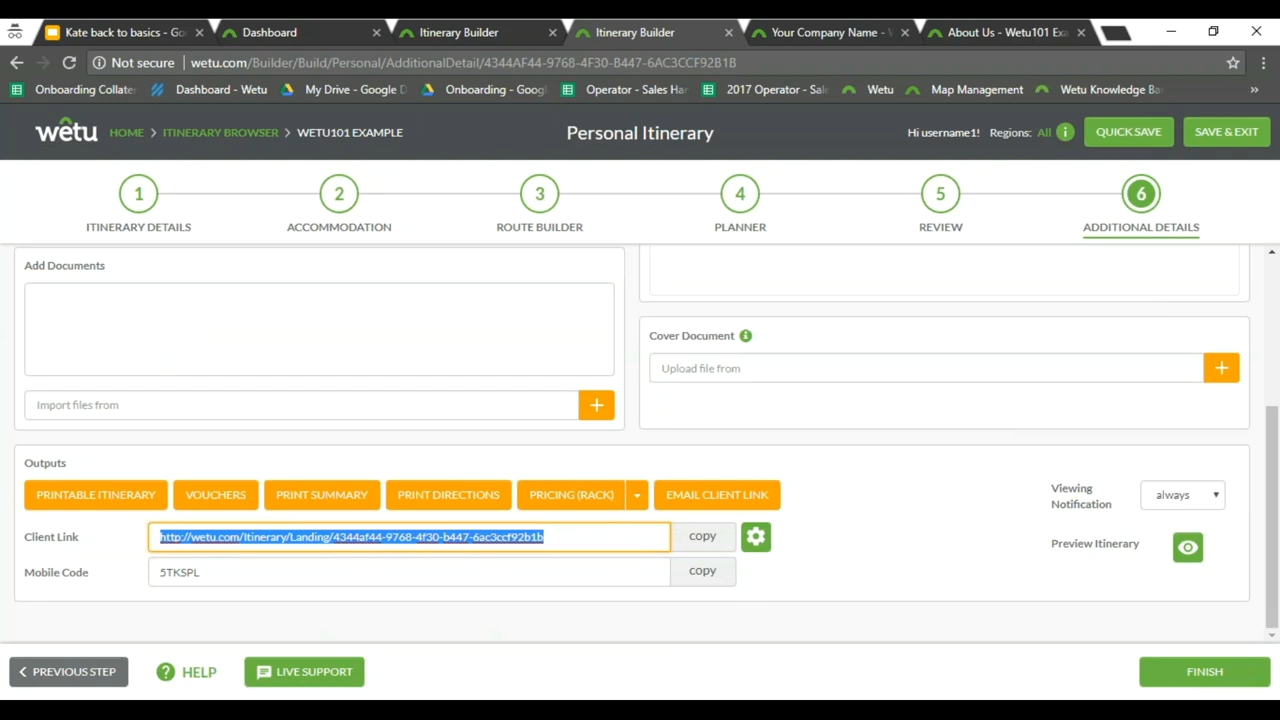 Kate back to basics - Go
Dashboard
Itinerary Builder
Itinerary Builder
Your Company Name - W
About Us - Wetu101 Exa
Not secure wetu.com/Builder/Build/Personal/AdditionalDetail/4344AF44-9768-4F30-B447-6AC3CCF92B1B
Onboarding Collater
Dashboard - Wetu
My Drive - Google D
Onboarding - Googl
Operator - Sales Har
2017 Operator - Sale
Wetu
Map Management
Wetu Knowledge Ba
»
wetu HOME > ITINERARY BROWSER > WETU101 EXAMPLE
Personal Itinerary
Hi username1! Regions: All i
QUICK SAVE
SAVE & EXIT
1 2 3 4 5 6
ITINERARY DETAILS ACCOMMODATION ROUTE BUILDER PLANNER REVIEW ADDITIONAL DETAILS
Add Documents
Import files from +
Cover Document i
Upload file from +
Outputs
PRINTABLE ITINERARY VOUCHERS PRINT SUMMARY PRINT DIRECTIONS PRICING (RACK) EMAIL CLIENT LINK
Client Link http://wetu.com/Itinerary/Landing/4344af44-9768-4f30-b447-6ac3ccf92b1b copy
Mobile Code 5TKSPL copy
Viewing
Notification
always
Preview Itinerary
PREVIOUS STEP ? HELP LIVE SUPPORT FINISH